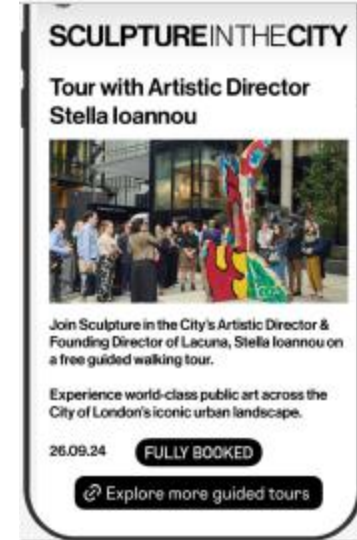 SCULPTUREINTHECITY
Tour with Artistic Director
Stella Ioannou
Join Sculpture in the City's Artistic Director &
Founding Director of Lacuna, Stella Ioannou on
a free guided walking tour.
Experience world-class public art across the
City of London's iconic urban landscape.
26.09.24 FULLY BOOKED
Explore more guided tours